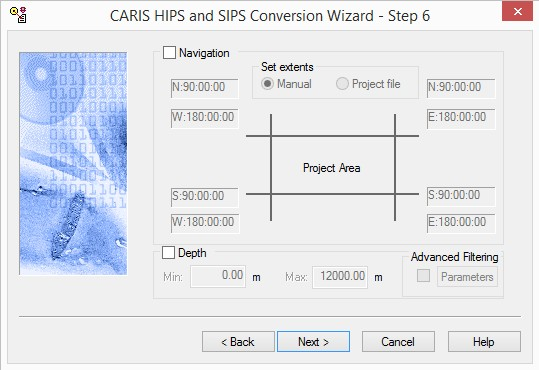 CARIS HIPS and SIPS Conversion Wizard - Step 6
Navigation
Set extents
Manual
Project file
N:90:00:00
N:90:00:00
W:180:00:00
E:180:00:00
Project Area
S:90:00:00
S:90:00:00
W:180:00:00
E:180:00:00
Depth
Advanced Filtering
Min: 0.00 m Max: 12000.00 m
Parameters
< Back Next > Cancel Help